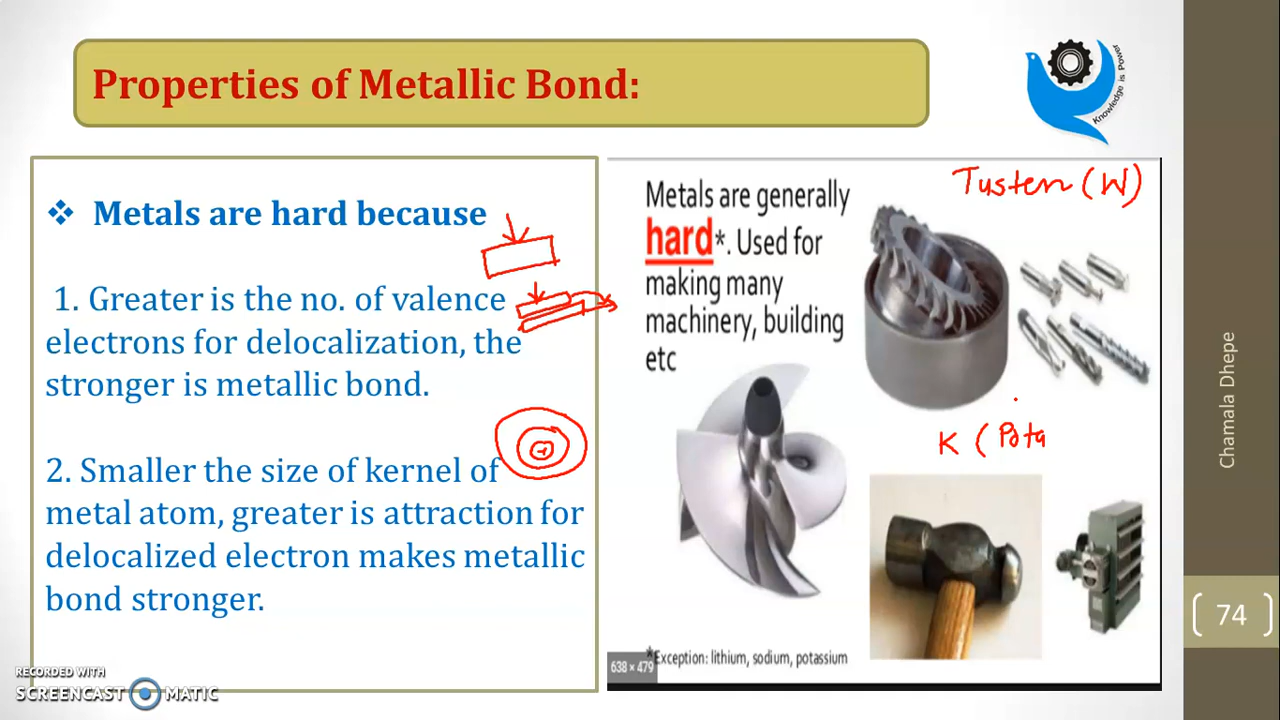 Properties of Metallic Bond:
Knowledge is Power
❖ Metals are hard because
1. Greater is the no. of valence
electrons for delocalization, the
stronger is metallic bond.
2. Smaller the size of kernel of
metal atom, greater is attraction for
delocalized electron makes metallic
bond stronger.
Tusten (W)
Metals are generally
hard*. Used for
making many
machinery, building
etc
K (Pota
*Exception: lithium, sodium, potassium
638 × 479
Chamala Dhepe
74
RECORDED WITH
SCREENCAST MATIC